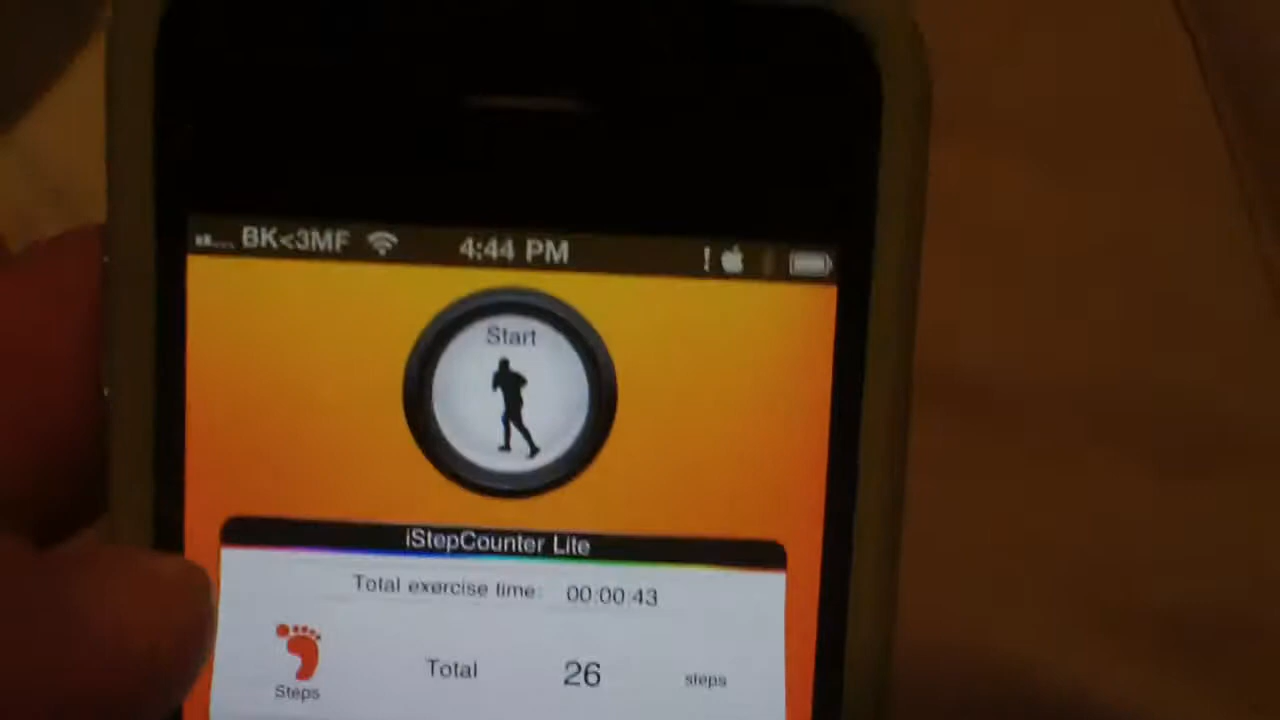 BK<3MF 4:44 PM !
Start
iStepCounter Lite
Total exercise time: 00:00:43
Total 26 steps
Steps